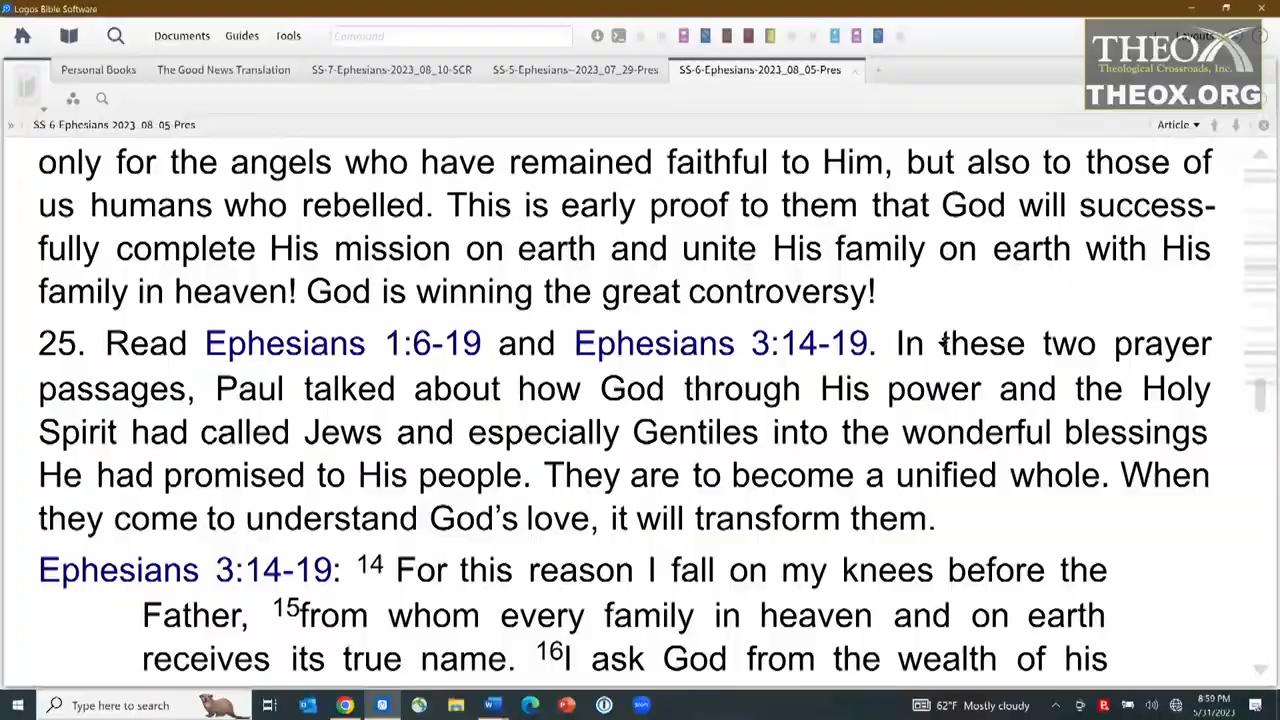 Logos Bible Software
Documents Guides Tools Command Layouts
THEOX
Theological Crossroads, Inc.
THEOX.ORG
Personal Books The Good News Translation SS-7-Ephesians-2023_0 SS-5-Ephesians--2023_07_29-Pres SS-6-Ephesians-2023_08_05-Pres
SS-6-Ephesians-2023_08_05-Pres Article
only for the angels who have remained faithful to Him, but also to those of
us humans who rebelled. This is early proof to them that God will success-
fully complete His mission on earth and unite His family on earth with His
family in heaven! God is winning the great controversy!
25. Read Ephesians 1:6-19 and Ephesians 3:14-19. In these two prayer
passages, Paul talked about how God through His power and the Holy
Spirit had called Jews and especially Gentiles into the wonderful blessings
He had promised to His people. They are to become a unified whole. When
they come to understand God's love, it will transform them.
Ephesians 3:14-19: 14 For this reason I fall on my knees before the
Father, 15from whom every family in heaven and on earth
receives its true name. 16I ask God from the wealth of his
Type here to search 62°F Mostly cloudy 8:59 PM
5/31/2023